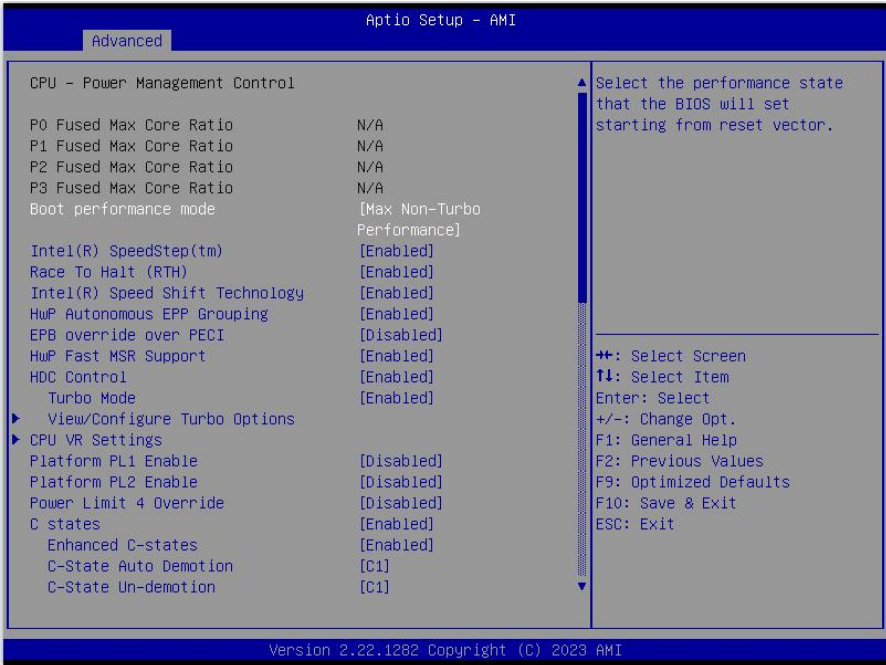 Aptio Setup – AMI
Advanced
CPU – Power Management Control
P0 Fused Max Core Ratio N/A
P1 Fused Max Core Ratio N/A
P2 Fused Max Core Ratio N/A
P3 Fused Max Core Ratio N/A
Boot performance mode [Max Non-Turbo
Performance]
Intel(R) SpeedStep(tm) [Enabled]
Race To Halt (RTH) [Enabled]
Intel(R) Speed Shift Technology [Enabled]
HwP Autonomous EPP Grouping [Enabled]
EPB override over PECI [Disabled]
HwP Fast MSR Support [Enabled]
HDC Control [Enabled]
Turbo Mode [Enabled]
View/Configure Turbo Options
CPU VR Settings
Platform PL1 Enable [Disabled]
Platform PL2 Enable [Disabled]
Power Limit 4 Override [Disabled]
C states [Enabled]
Enhanced C-states [Enabled]
C-State Auto Demotion [C1]
C-State Un-demotion [C1]
Select the performance state
that the BIOS will set
starting from reset vector.
→←: Select Screen
↑↓: Select Item
Enter: Select
+/-: Change Opt.
F1: General Help
F2: Previous Values
F9: Optimized Defaults
F10: Save & Exit
ESC: Exit
Version 2.22.1282 Copyright (C) 2023 AMI